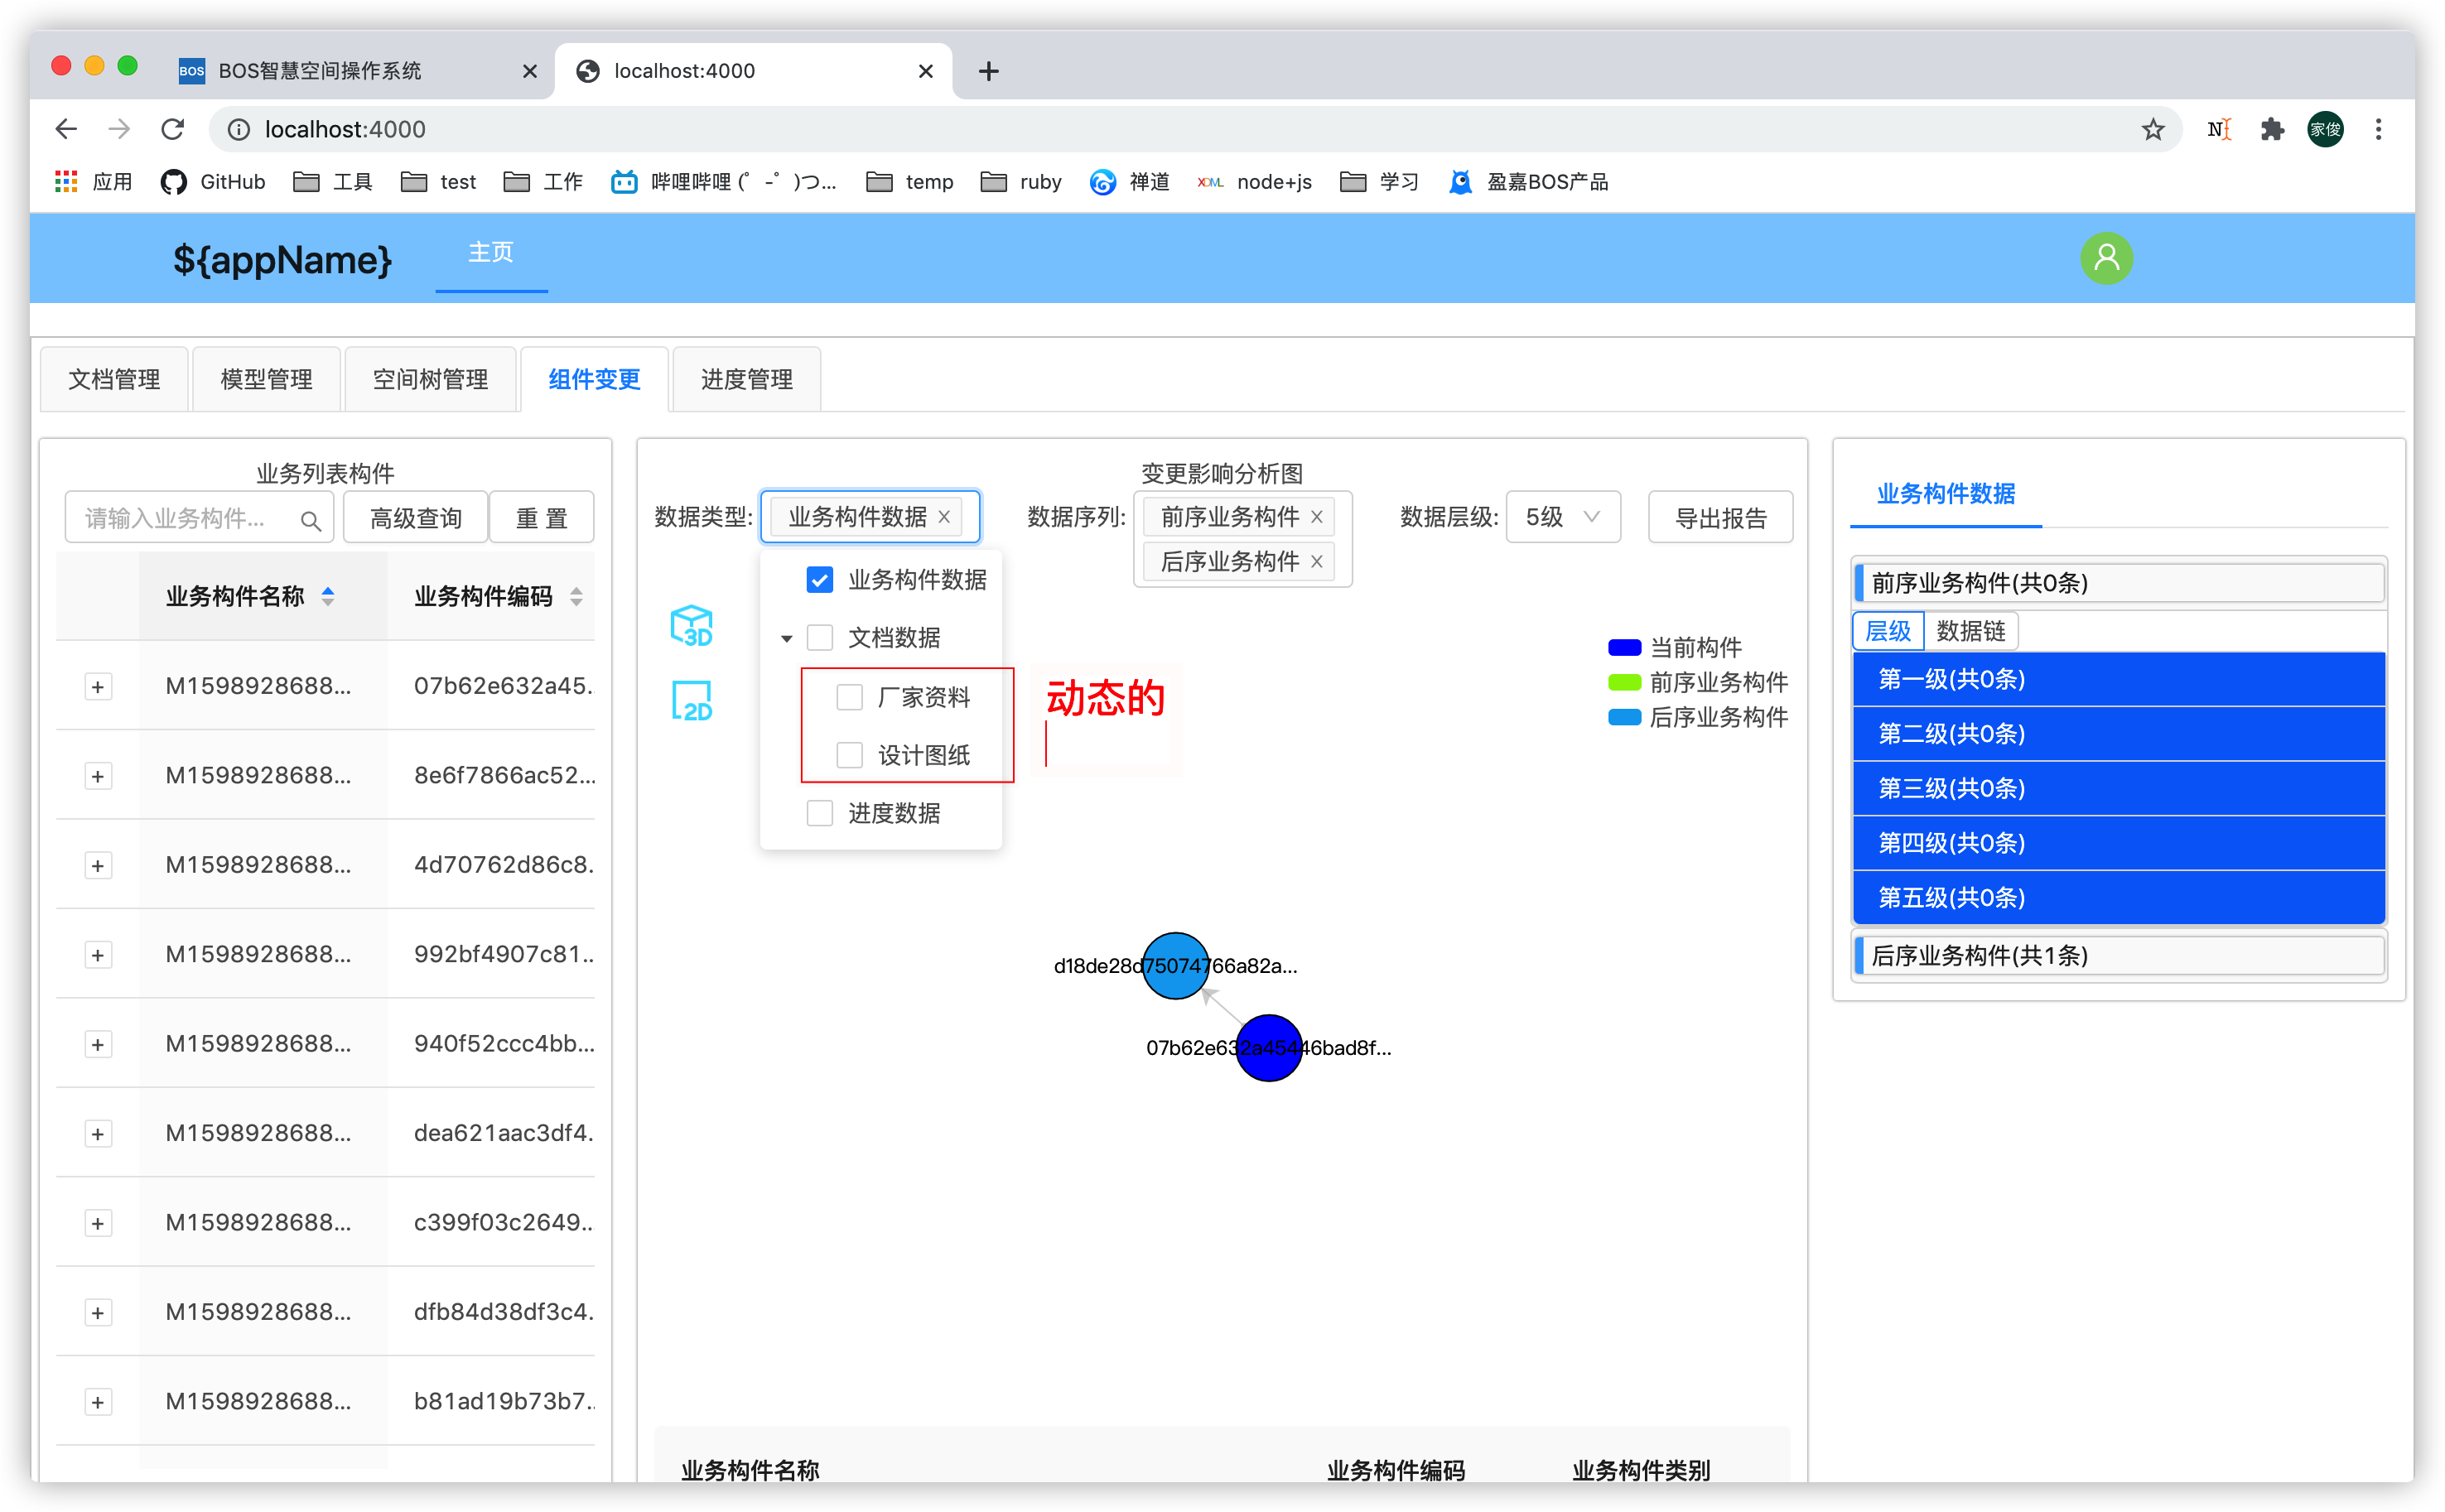 BOS BOS智慧空间操作系统
localhost:4000
localhost:4000
家俊
应用 GitHub 工具 test 工作 哔哩哔哩 (゜-゜)つ... temp ruby 禅道 XOML node+js 学习 盈嘉BOS产品
${appName} 主页
文档管理 模型管理 空间树管理 组件变更 进度管理
业务列表构件
请输入业务构件... 高级查询 重 置
业务构件名称 业务构件编码
M1598928688... 07b62e632a45.
M1598928688... 8e6f7866ac52...
M1598928688... 4d70762d86c8.
M1598928688... 992bf4907c81..
M1598928688... 940f52ccc4bb...
M1598928688... dea621aac3df4.
M1598928688... c399f03c2649..
M1598928688... dfb84d38df3c4.
M1598928688... b81ad19b73b7..
变更影响分析图
数据类型: 业务构件数据 数据序列: 前序业务构件 后序业务构件 数据层级: 5级 导出报告
业务构件数据
文档数据
厂家资料
设计图纸
进度数据
动态的
3D
2D
当前构件
前序业务构件
后序业务构件
d18de28d75074766a82a...
07b62e632a45446bad8f...
业务构件名称 业务构件编码 业务构件类别
业务构件数据
前序业务构件(共0条)
层级 数据链
第一级(共0条)
第二级(共0条)
第三级(共0条)
第四级(共0条)
第五级(共0条)
后序业务构件(共1条)